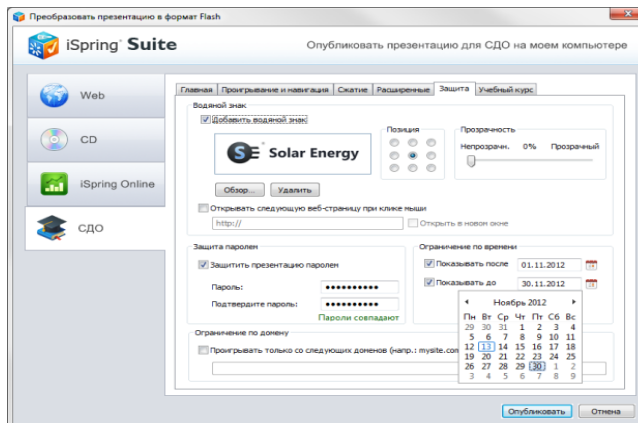 Преобразовать презентацию в формат Flash
iSpring Suite
Опубликовать презентацию для СДО на моем компьютере
Web
CD
iSpring Online
СДО
Главная Проигрывание и навигация Сжатие Расширенные Защита Учебный курс
Водяной знак
Добавить водяной знак
SE Solar Energy
Позиция
Прозрачность
Непрозрачн. 0% Прозрачный
Обзор... Удалить
Открывать следующую веб-страницу при клике мыши
http:// Открыть в новом окне
Защита паролем
Защитить презентацию паролем
Пароль:
Подтвердите пароль:
Пароли совпадают
Ограничение по времени
Показывать после 01.11.2012
Показывать до 30.11.2012
Ноябрь 2012
Пн Вт Ср Чт Пт Сб Вс
29 30 31 1 2 3 4
5 6 7 8 9 10 11
12 13 14 15 16 17 18
19 20 21 22 23 24 25
26 27 28 29 30 1 2
3 4 5 6 7 8 9
Ограничение по домену
Проигрывать только со следующих доменов (напр.: mysite.com
Опубликовать Отмена